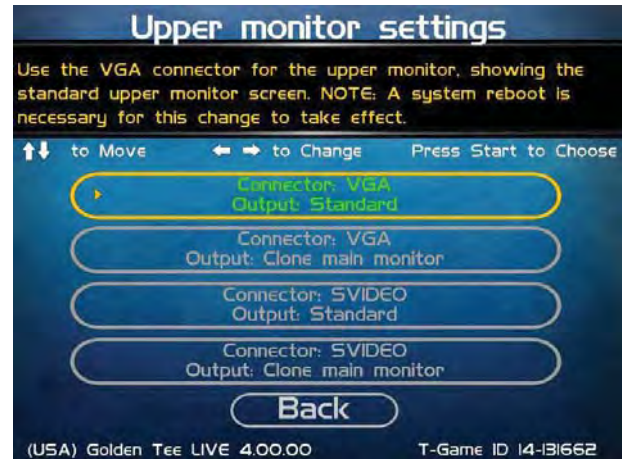 Upper monitor settings
Use the VGA connector for the upper monitor, showing the
standard upper monitor screen. NOTE: A system reboot is
necessary for this change to take effect.
to Move to Change Press Start to Choose
Connector: VGA
Output: Standard
Connector: VGA
Output: Clone main monitor
Connector: SVIDEO
Output: Standard
Connector: SVIDEO
Output: Clone main monitor
Back
(USA) Golden Tee LIVE 4.00.00 T-Game ID 14-131662